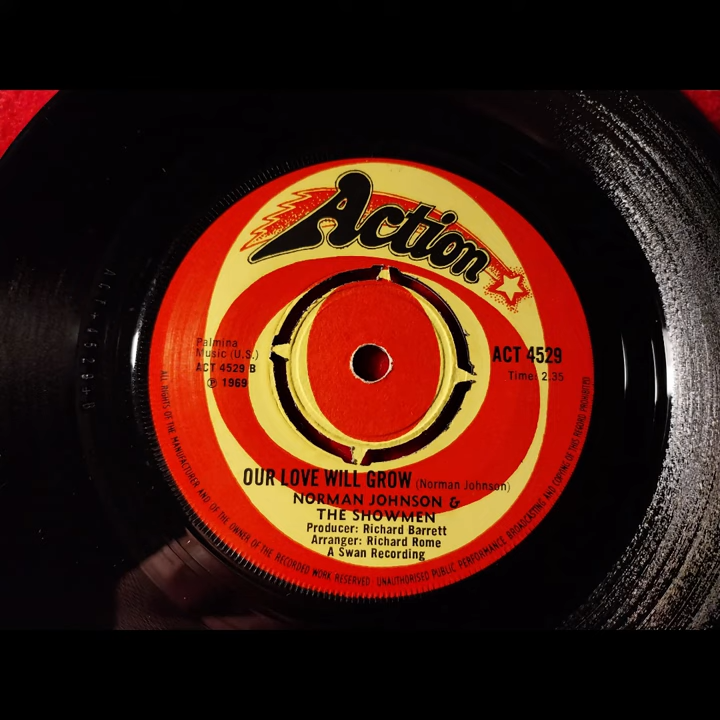 Action
Palmina
Music (U.S.)
ACT 4529 B
℗ 1969
ACT 4529
Time: 2.35
OUR LOVE WILL GROW (Norman Johnson)
NORMAN JOHNSON &
THE SHOWMEN
Producer: Richard Barrett
Arranger: Richard Rome
A Swan Recording
ALL RIGHTS OF THE MANUFACTURER AND OF THE OWNER OF THE RECORDED WORK RESERVED UNAUTHORISED PUBLIC PERFORMANCE BROADCASTING AND COPYING OF THIS RECORD PROHIBITED